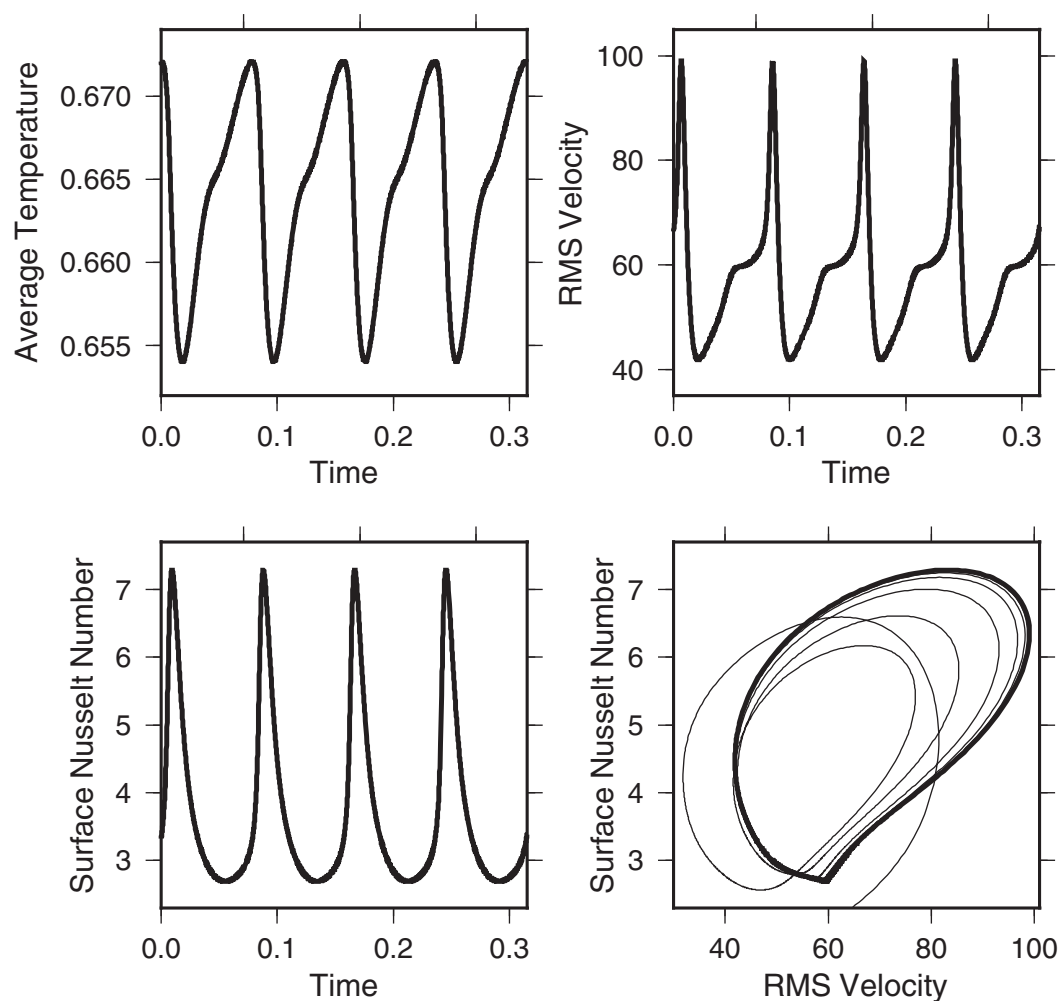 Average Temperature
0.670
0.665
0.660
0.655
0.0 0.1 0.2 0.3
Time
RMS Velocity
100
80
60
40
0.0 0.1 0.2 0.3
Time
Surface Nusselt Number
7
6
5
4
3
0.0 0.1 0.2 0.3
Time
Surface Nusselt Number
7
6
5
4
3
40 60 80 100
RMS Velocity